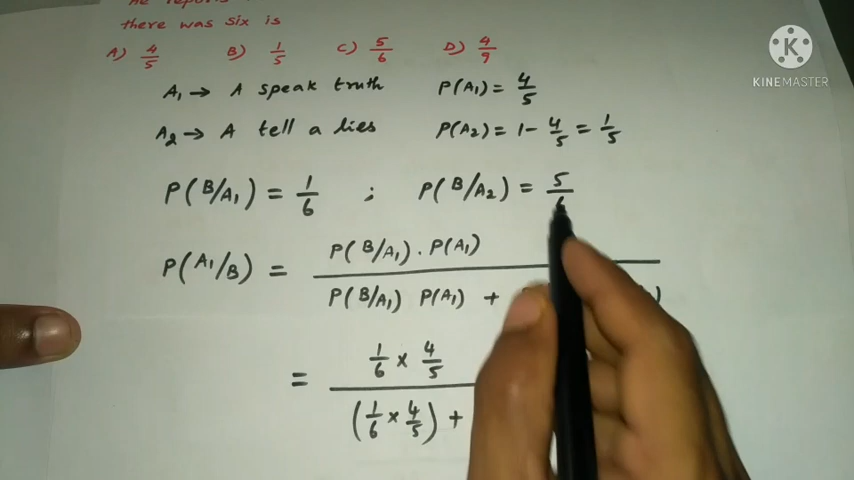 He reports
there was six is
A) 4/5 B) 1/5 C) 5/6 D) 4/9
A₁ → A speak truth P(A₁) = 4/5
A₂ → A tell a lies P(A₂) = 1 - 4/5 = 1/5
P(B/A₁) = 1/6 ; P(B/A₂) = 5/6
P(A₁/B) = P(B/A₁) . P(A₁)
P(B/A₁) P(A₁) + )
= 1/6 × 4/5
(1/6 × 4/5) +
K
KINEMASTER